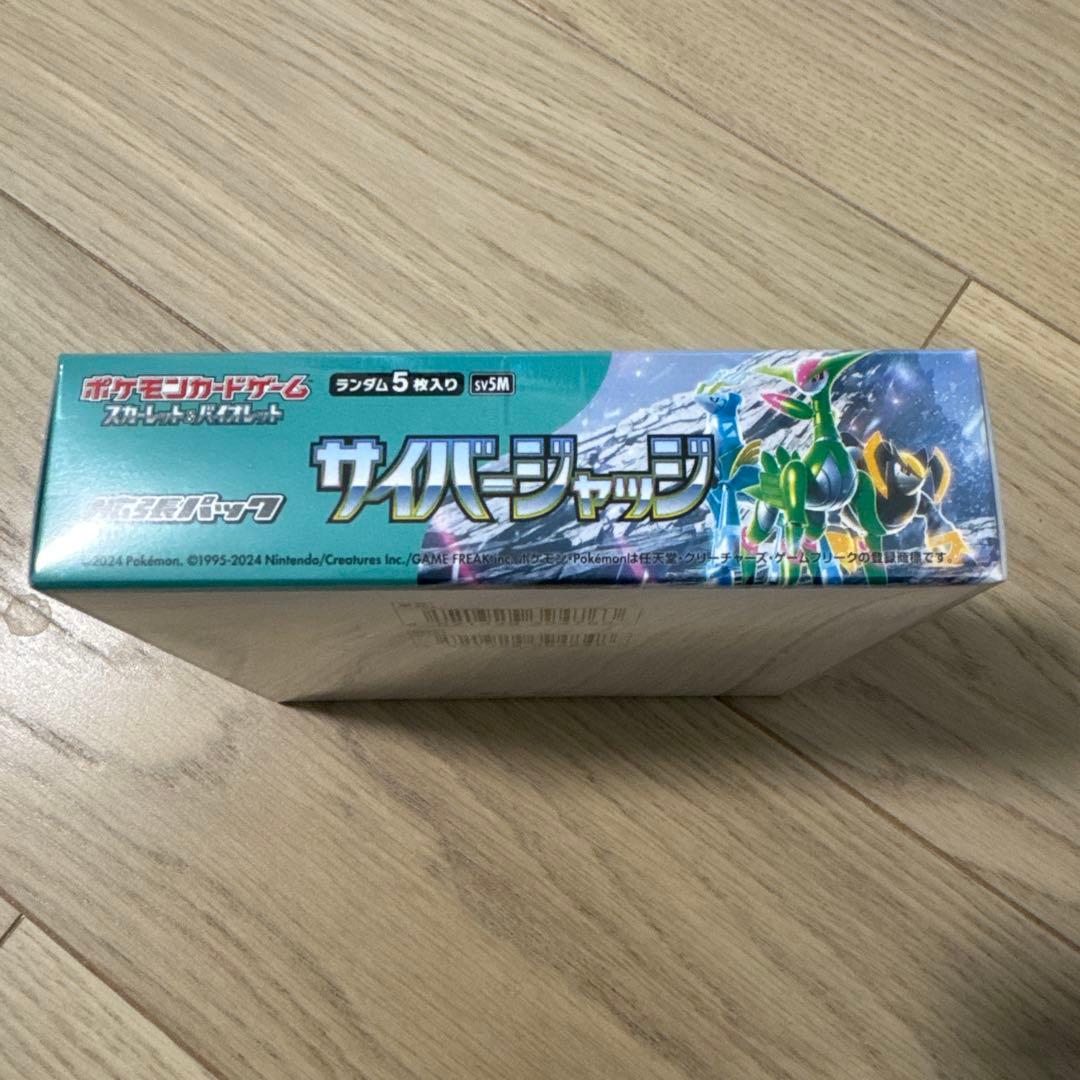 ポケモンカードゲーム
スカーレット&バイオレット
ランダム5枚入り SV5M
サイバージャッジ
拡張パック
©2024 Pokémon. ©1995-2024 Nintendo/Creatures Inc./GAME FREAK inc. ポケモン・Pokémonは任天堂・クリーチャーズ・ゲームフリークの登録商標です。